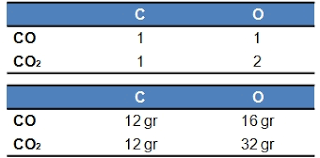 C O
CO 1 1
CO₂ 1 2
C O
CO 12 gr 16 gr
CO₂ 12 gr 32 gr